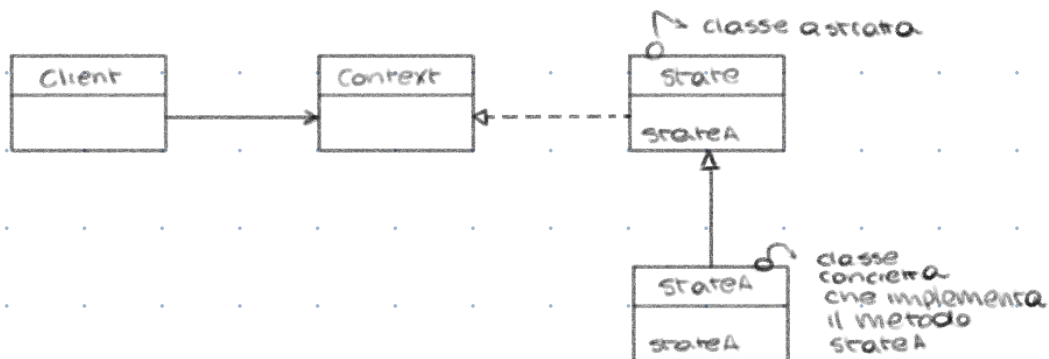 classe astratta
Client
Context
State
stateA
StateA
stateA
classe
concreta
che implementa
il metodo
stateA